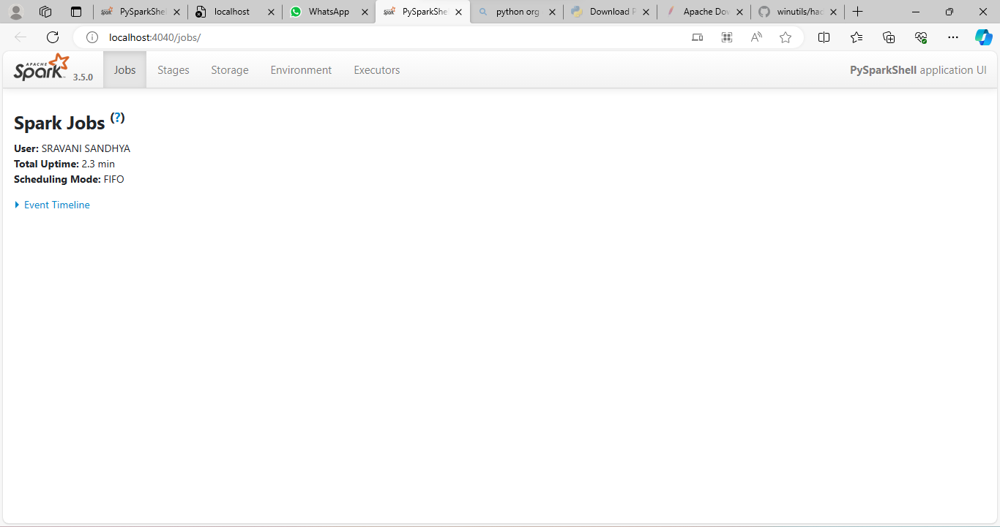 PySparkShel
localhost
WhatsApp
PySparkShe
python org
Download P
Apache Dov
winutils/had
localhost:4040/jobs/
APACHE
Spark 3.5.0
Jobs
Stages
Storage
Environment
Executors
PySparkShell application UI
Spark Jobs (?)
User: SRAVANI SANDHYA
Total Uptime: 2.3 min
Scheduling Mode: FIFO
Event Timeline